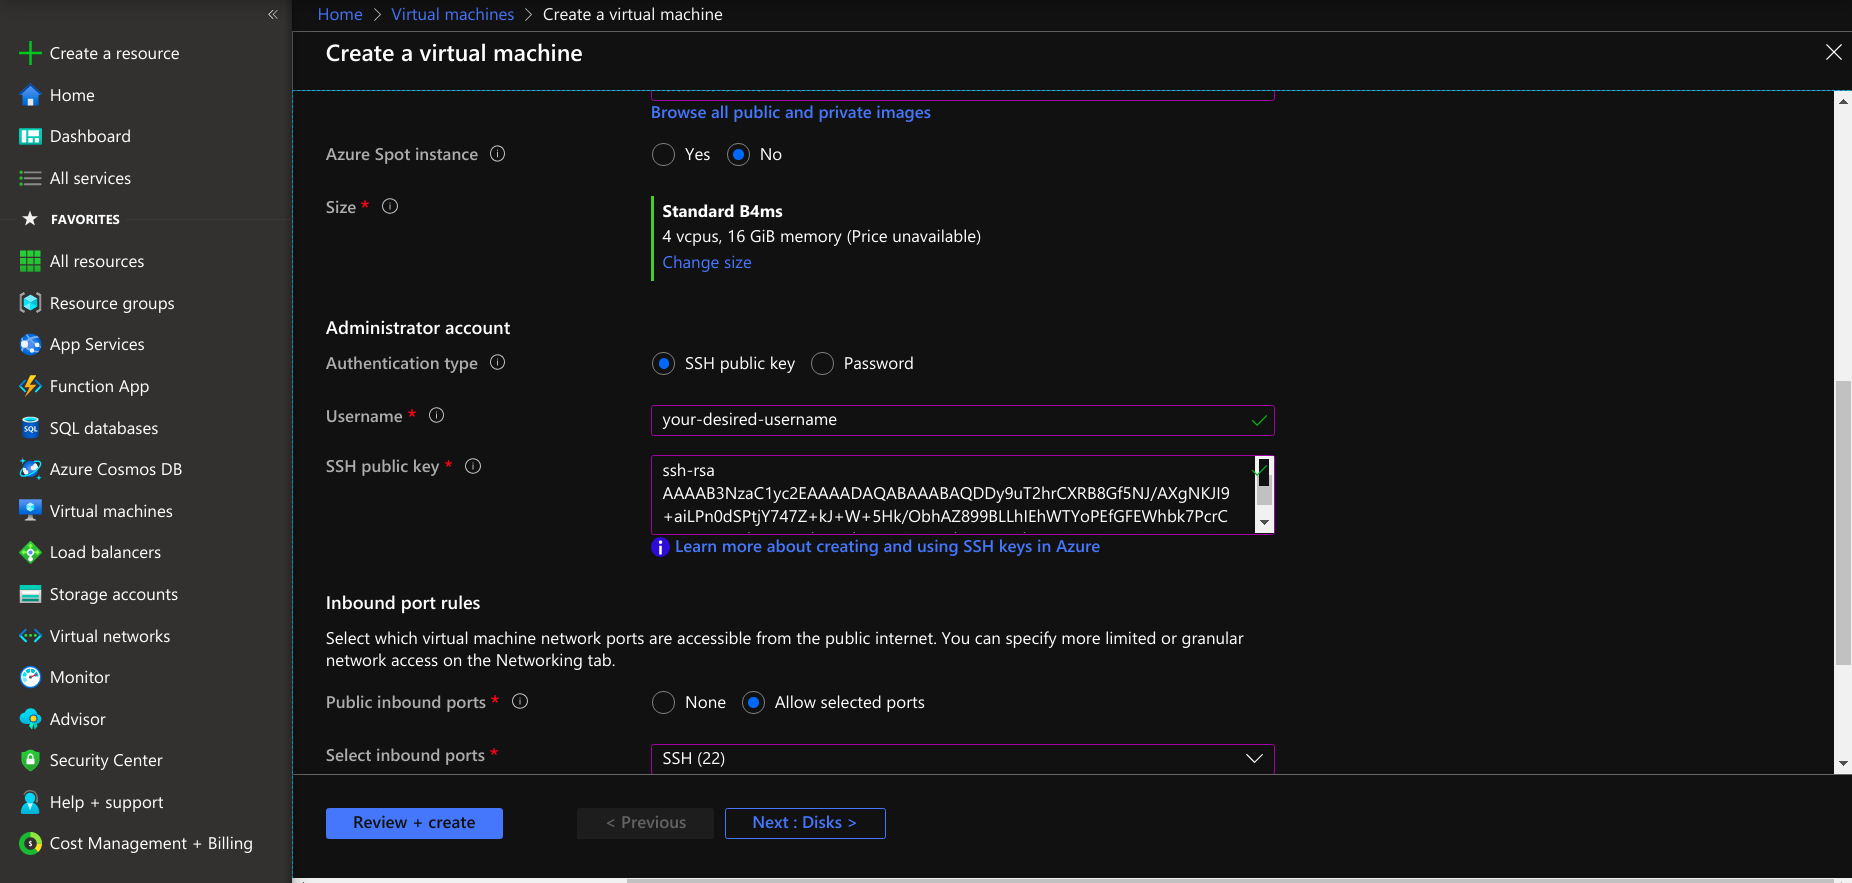 «
Create a resource
Home
Dashboard
All services
FAVORITES
All resources
Resource groups
App Services
Function App
SQL
SQL databases
Azure Cosmos DB
Virtual machines
Load balancers
Storage accounts
Virtual networks
Monitor
Advisor
Security Center
Help + support
Cost Management + Billing
Home > Virtual machines > Create a virtual machine
Create a virtual machine
Browse all public and private images
Azure Spot instance
Yes No
Size *
Standard B4ms
4 vcpus, 16 GiB memory (Price unavailable)
Change size
Administrator account
Authentication type
SSH public key Password
Username *
your-desired-username
SSH public key *
ssh-rsa
AAAAB3NzaC1yc2EAAAADAQABAAABAQDDy9uT2hrCXRB8Gf5NJ/AXgNKJI9
+aiLPn0dSPtjY747Z+kJ+W+5Hk/ObhAZ899BLLhIEhWTYoPEfGFEWhbk7PcrC
Learn more about creating and using SSH keys in Azure
Inbound port rules
Select which virtual machine network ports are accessible from the public internet. You can specify more limited or granular
network access on the Networking tab.
Public inbound ports *
None Allow selected ports
Select inbound ports *
SSH (22)
Review + create
< Previous
Next : Disks >